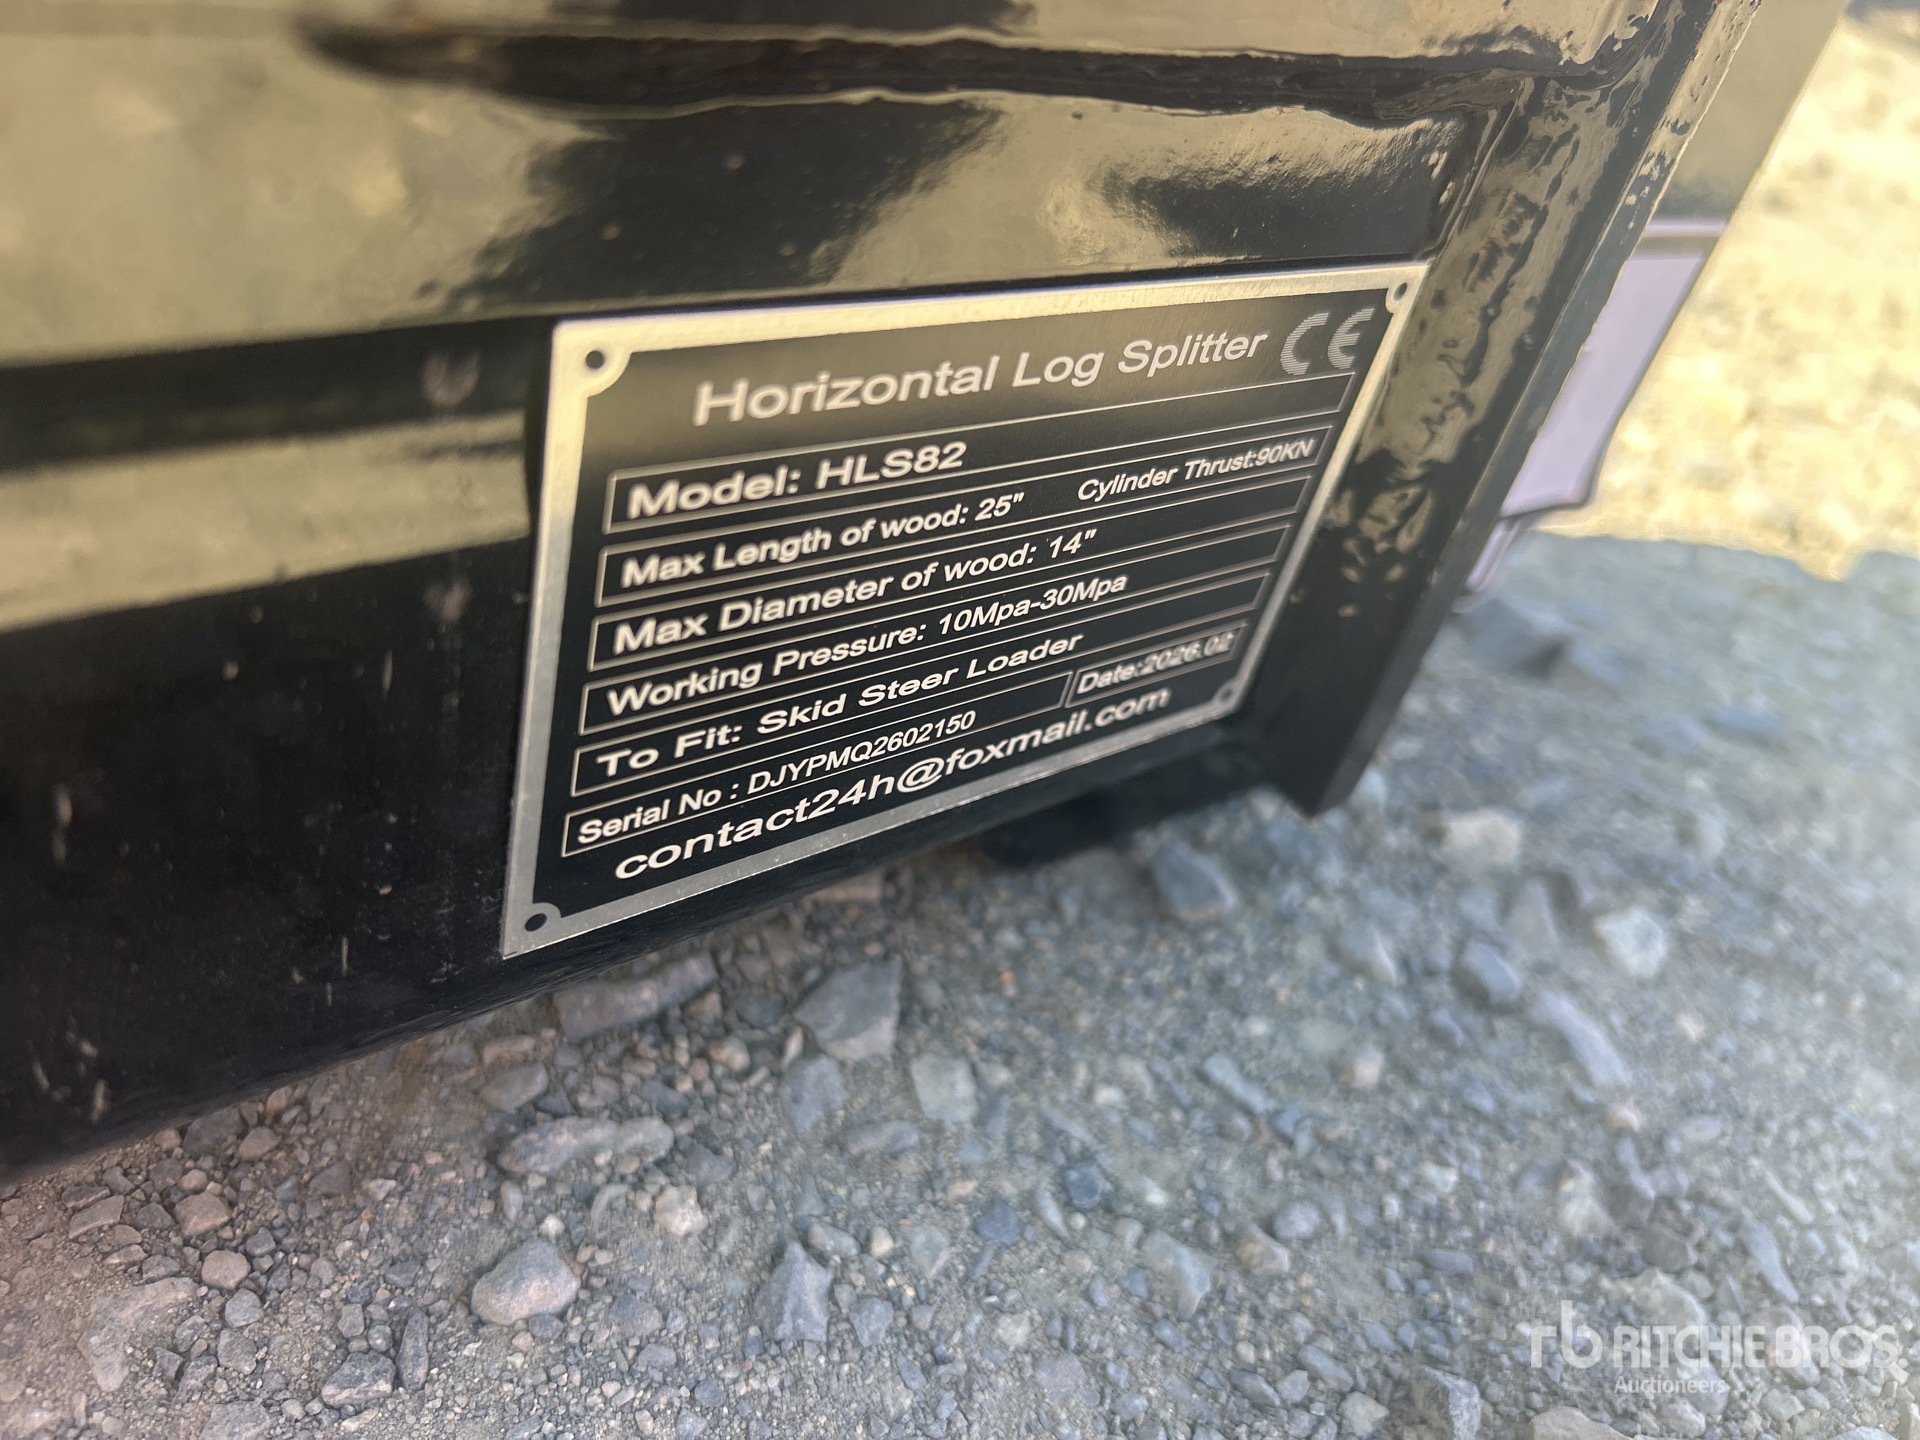 Horizontal Log Splitter CE
Model: HLS82
Max Length of wood: 25" Cylinder Thrust:90KN
Max Diameter of wood: 14"
Working Pressure: 10Mpa-30Mpa
To Fit: Skid Steer Loader
Serial No : DJYPMQ2602150 Date:2026.02
contact24h@foxmail.com
rb RITCHIE BROS
Auctioneers